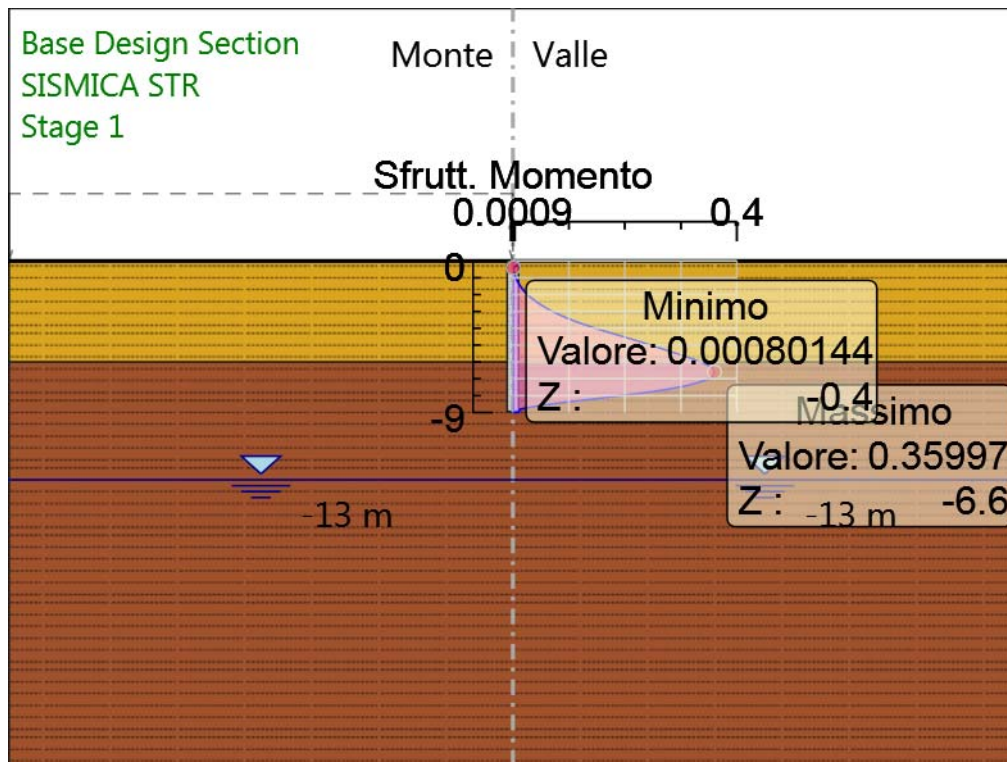 Base Design Section
SISMICA STR
Stage 1
Monte
Valle
Sfrutt. Momento
0.0009
0.4
0
-9
Minimo
Valore: 0.00080144
Z : -0.4
Massimo
Valore: 0.35997
Z : -6.6
-13 m
-13 m